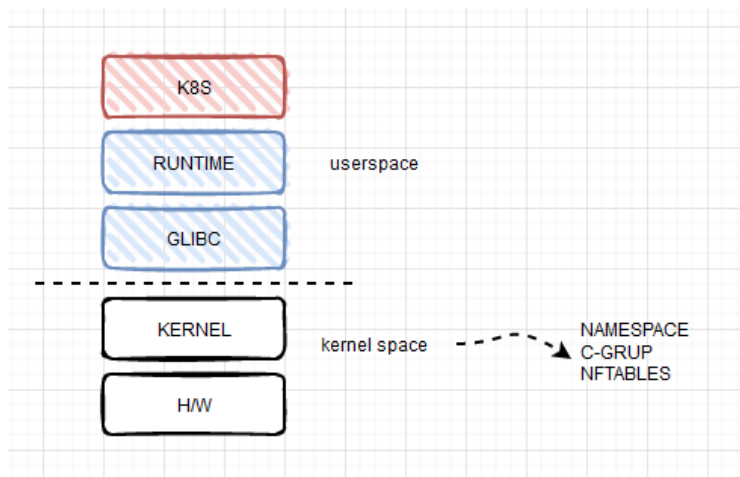 K8S
RUNTIME
userspace
GLIBC
KERNEL
kernel space
NAMESPACE
C-GRUP
NFTABLES
H/W